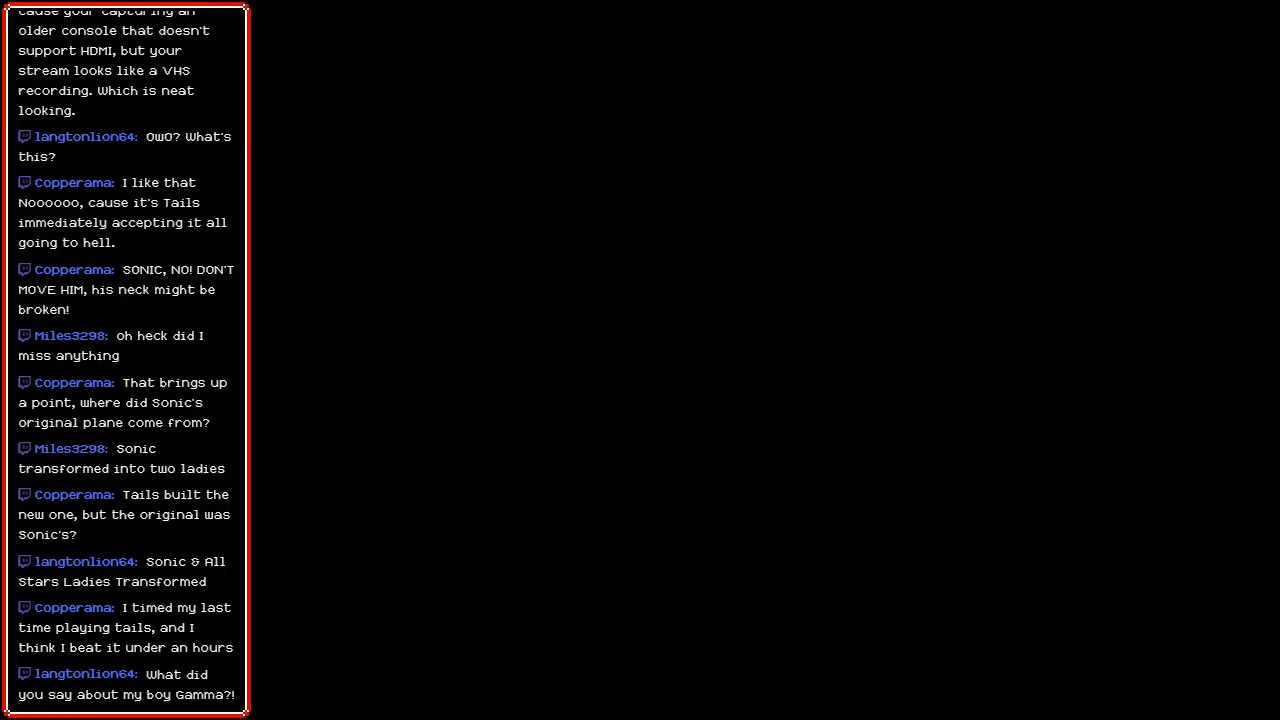 cause your capturing an
older console that doesn't
support HDMI, but your
stream looks like a VHS
recording. Which is neat
looking.
langtonlion64: OwO? What's
this?
Copperama: I like that
Noooooo, cause it's Tails
immediately accepting it all
going to hell.
Copperama: SONIC, NO! DON'T
MOVE HIM, his neck might be
broken!
Miles3298: oh heck did I
miss anything
Copperama: That brings up
a point, where did Sonic's
original plane come from?
Miles3298: Sonic
transformed into two ladies
Copperama: Tails built the
new one, but the original was
Sonic's?
langtonlion64: Sonic & All
Stars Ladies Transformed
Copperama: I timed my last
time playing tails, and I
think I beat it under an hours
langtonlion64: What did
you say about my boy Gamma?!